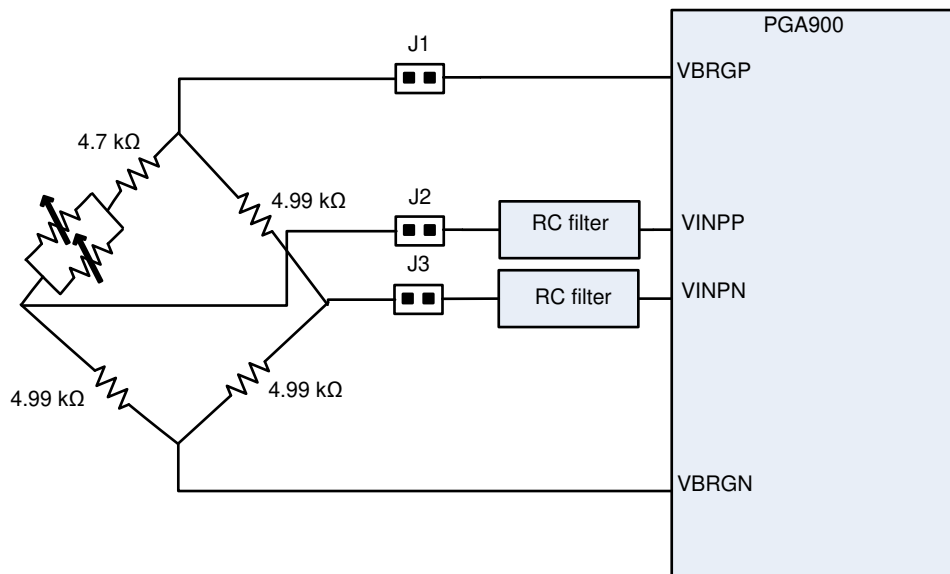 PGA900
J1
VBRGP
4.7 kΩ
4.99 kΩ
J2
RC filter
VINPP
J3
RC filter
VINPN
4.99 kΩ
4.99 kΩ
VBRGN